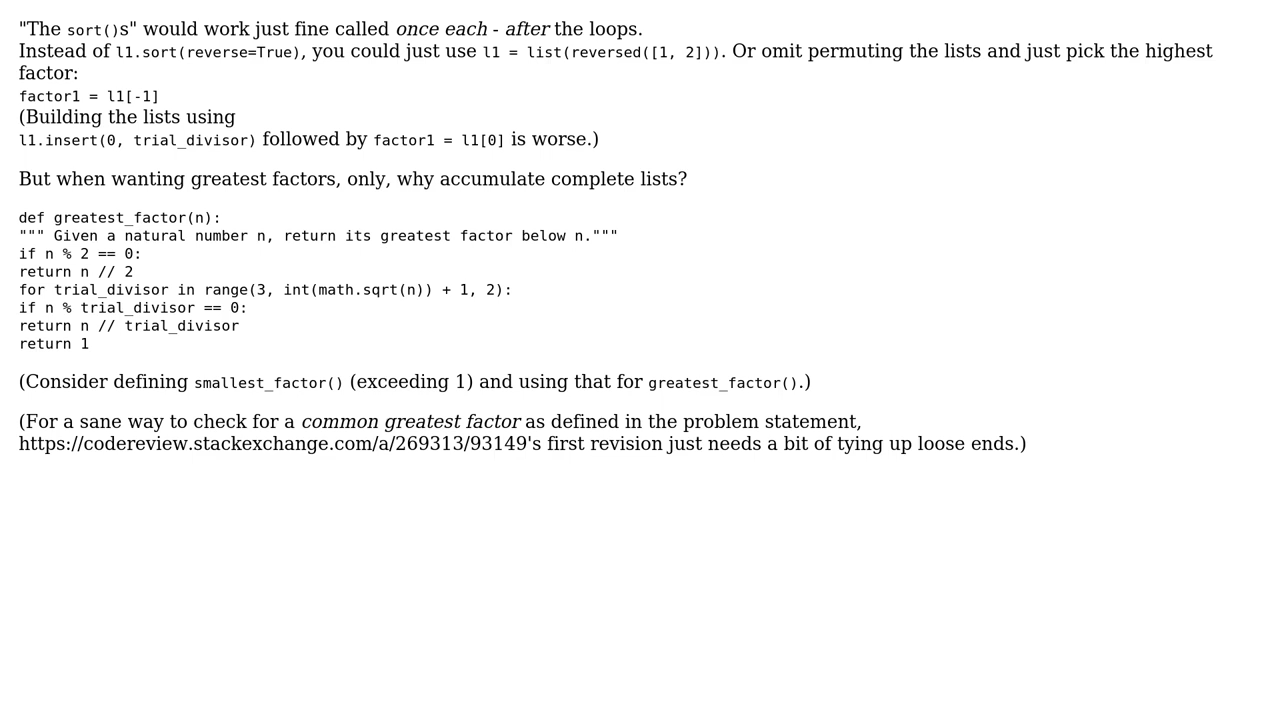 "The sort()s" would work just fine called once each - after the loops.
Instead of l1.sort(reverse=True), you could just use l1 = list(reversed([1, 2])). Or omit permuting the lists and just pick the highest
factor:
factor1 = l1[-1]
(Building the lists using
l1.insert(0, trial_divisor) followed by factor1 = l1[0] is worse.)
But when wanting greatest factors, only, why accumulate complete lists?
def greatest_factor(n):
""" Given a natural number n, return its greatest factor below n."""
if n % 2 == 0:
return n // 2
for trial_divisor in range(3, int(math.sqrt(n)) + 1, 2):
if n % trial_divisor == 0:
return n // trial_divisor
return 1
(Consider defining smallest_factor() (exceeding 1) and using that for greatest_factor().)
(For a sane way to check for a common greatest factor as defined in the problem statement,
https://codereview.stackexchange.com/a/269313/93149's first revision just needs a bit of tying up loose ends.)